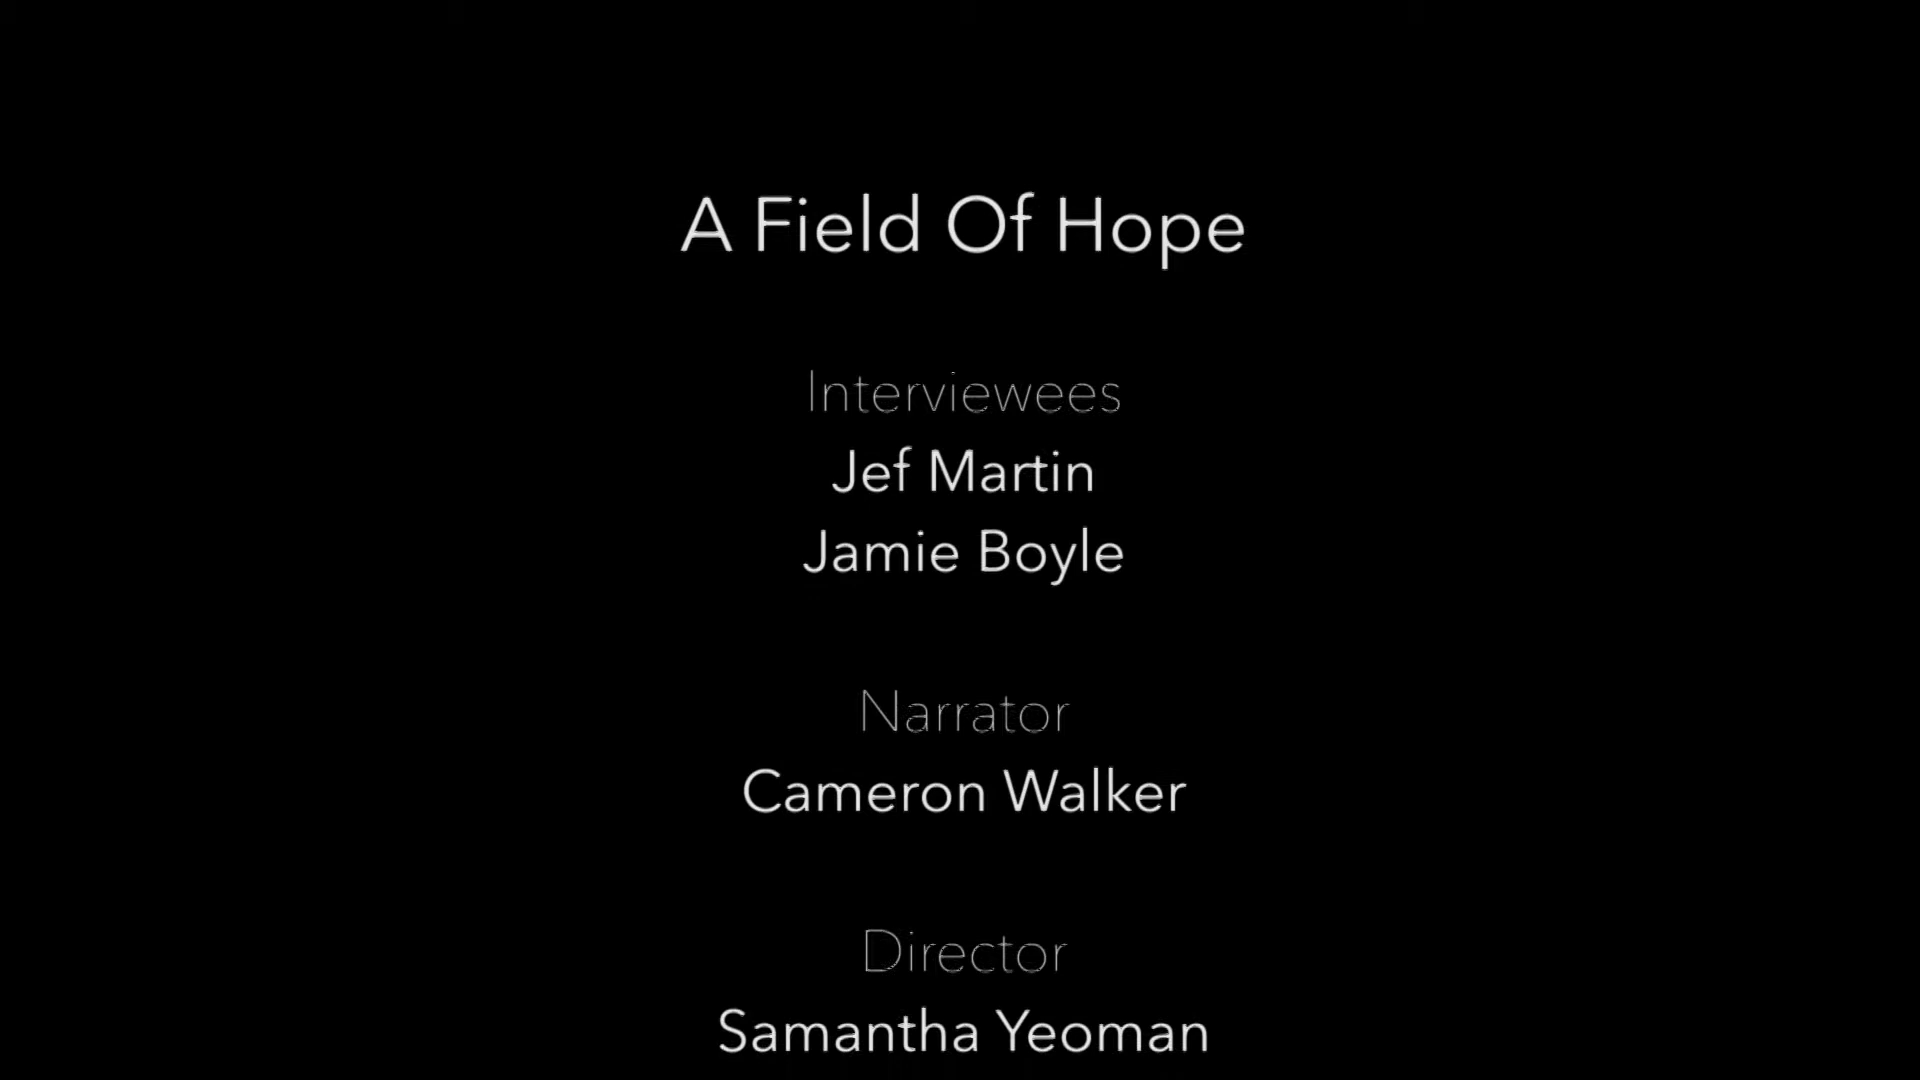 A Field Of Hope
Interviewees
Jef Martin
Jamie Boyle
Narrator
Cameron Walker
Director
Samantha Yeoman